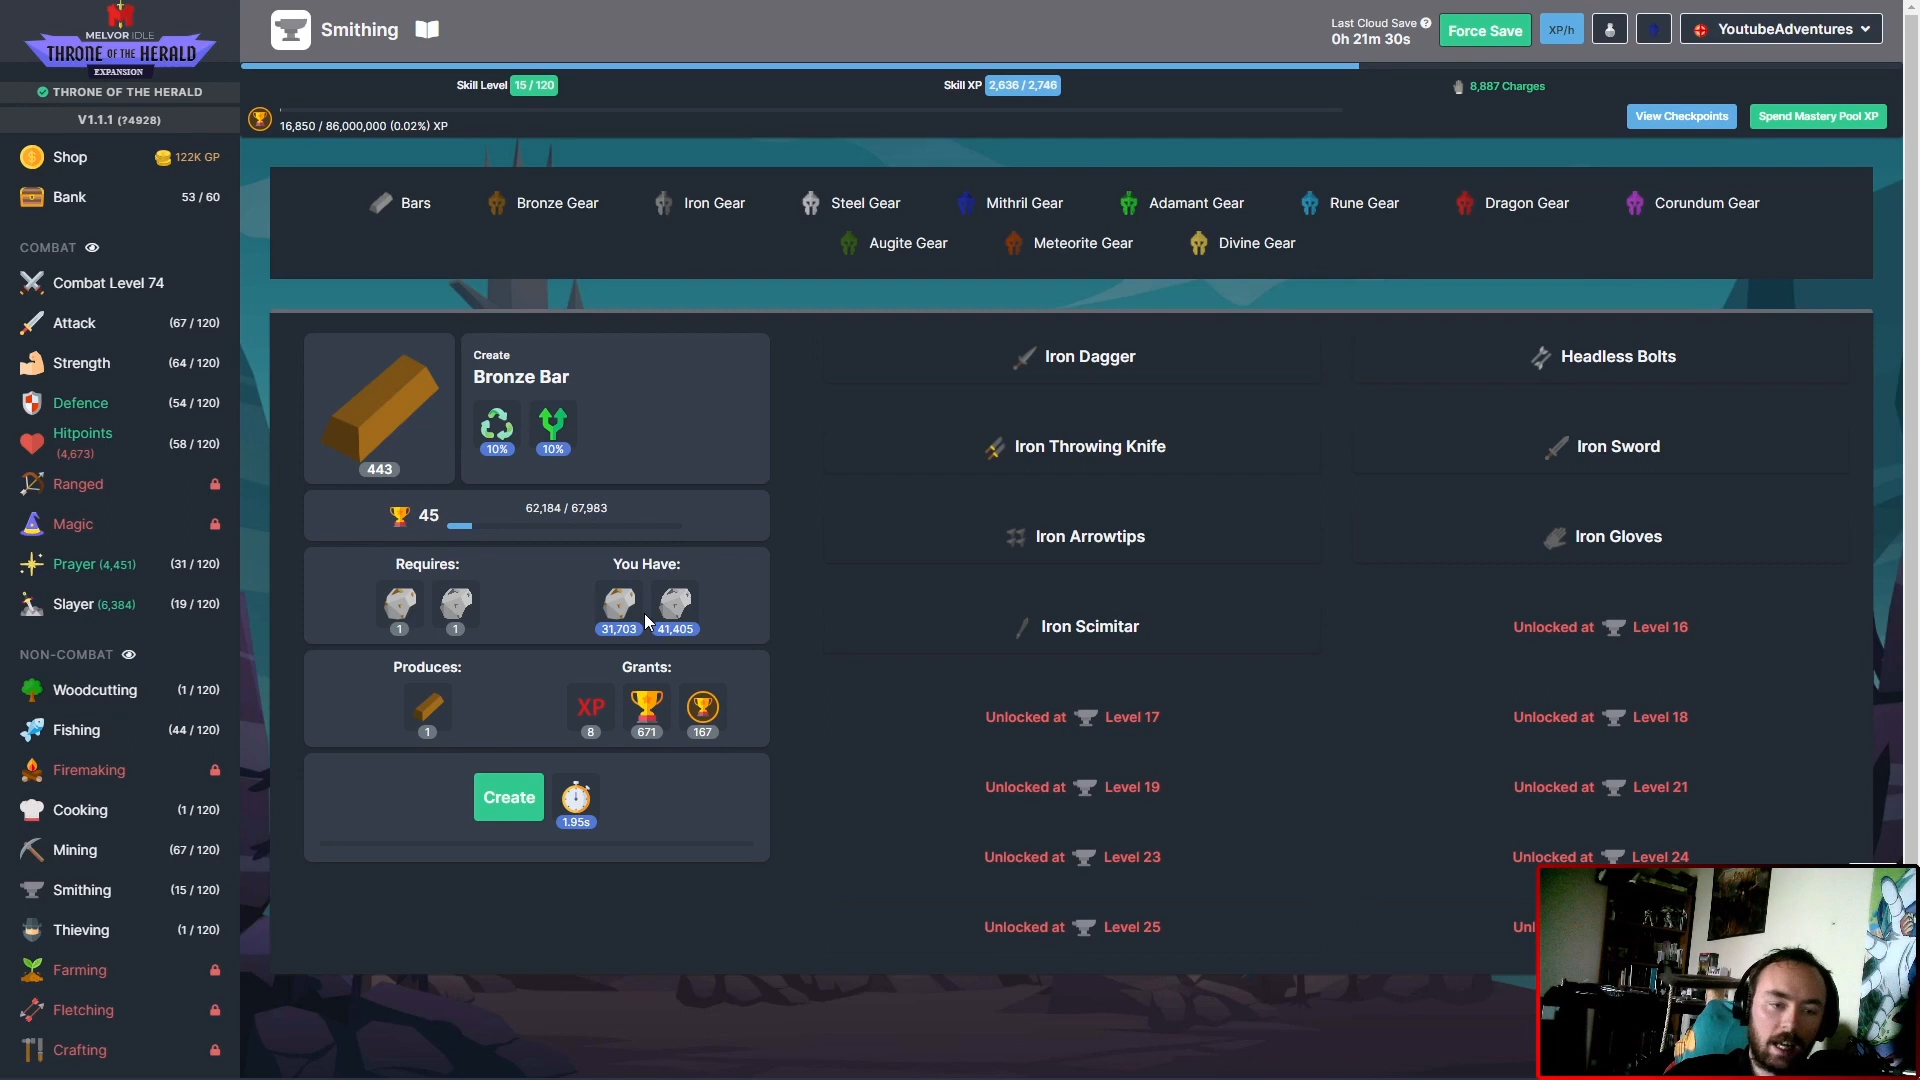 MELVOR IDLE
THRONE OF THE HERALD
EXPANSION
THRONE OF THE HERALD
V1.1.1 (?4928)
Shop 122K GP
Bank 53 / 60
COMBAT
Combat Level 74
Attack (67 / 120)
Strength (64 / 120)
Defence (54 / 120)
Hitpoints (4,673) (58 / 120)
Ranged
Magic
Prayer (4,451) (31 / 120)
Slayer (6,384) (19 / 120)
NON-COMBAT
Woodcutting (1 / 120)
Fishing (44 / 120)
Firemaking
Cooking (1 / 120)
Mining (67 / 120)
Smithing (15 / 120)
Thieving (1 / 120)
Farming
Fletching
Crafting
Smithing
Last Cloud Save
0h 21m 30s
Force Save
XP/h
YoutubeAdventures
Skill Level 15 / 120
Skill XP 2,636 / 2,746
8,887 Charges
16,850 / 86,000,000 (0.02%) XP
View Checkpoints
Spend Mastery Pool XP
Bars
Bronze Gear
Iron Gear
Steel Gear
Mithril Gear
Adamant Gear
Rune Gear
Dragon Gear
Corundum Gear
Augite Gear
Meteorite Gear
Divine Gear
443
Create
Bronze Bar
10% 10%
45 62,184 / 67,983
Requires: You Have:
1 1 31,703 41,405
Produces: Grants:
XP
1 8 671 167
Create
1.95s
Iron Dagger
Headless Bolts
Iron Throwing Knife
Iron Sword
Iron Arrowtips
Iron Gloves
Iron Scimitar
Unlocked at Level 16
Unlocked at Level 17
Unlocked at Level 18
Unlocked at Level 19
Unlocked at Level 21
Unlocked at Level 23
Unlocked at Level 24
Unlocked at Level 25
Unl